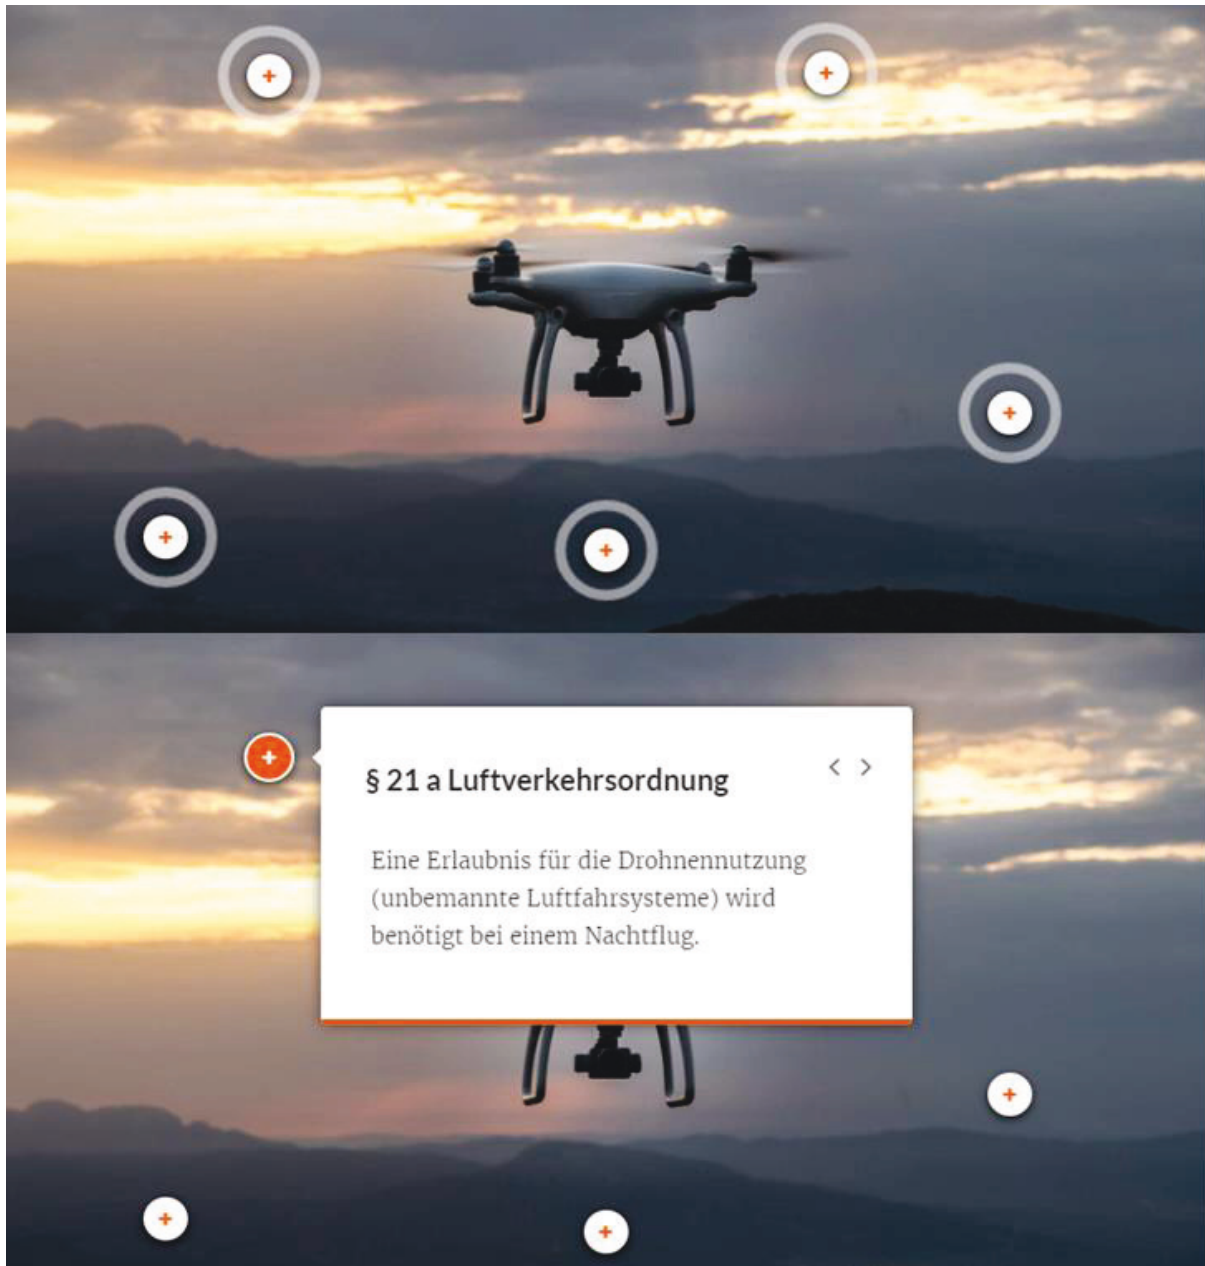 § 21 a Luftverkehrsordnung
Eine Erlaubnis für die Drohnennutzung
(unbemannte Luftfahrsysteme) wird
benötigt bei einem Nachtflug.